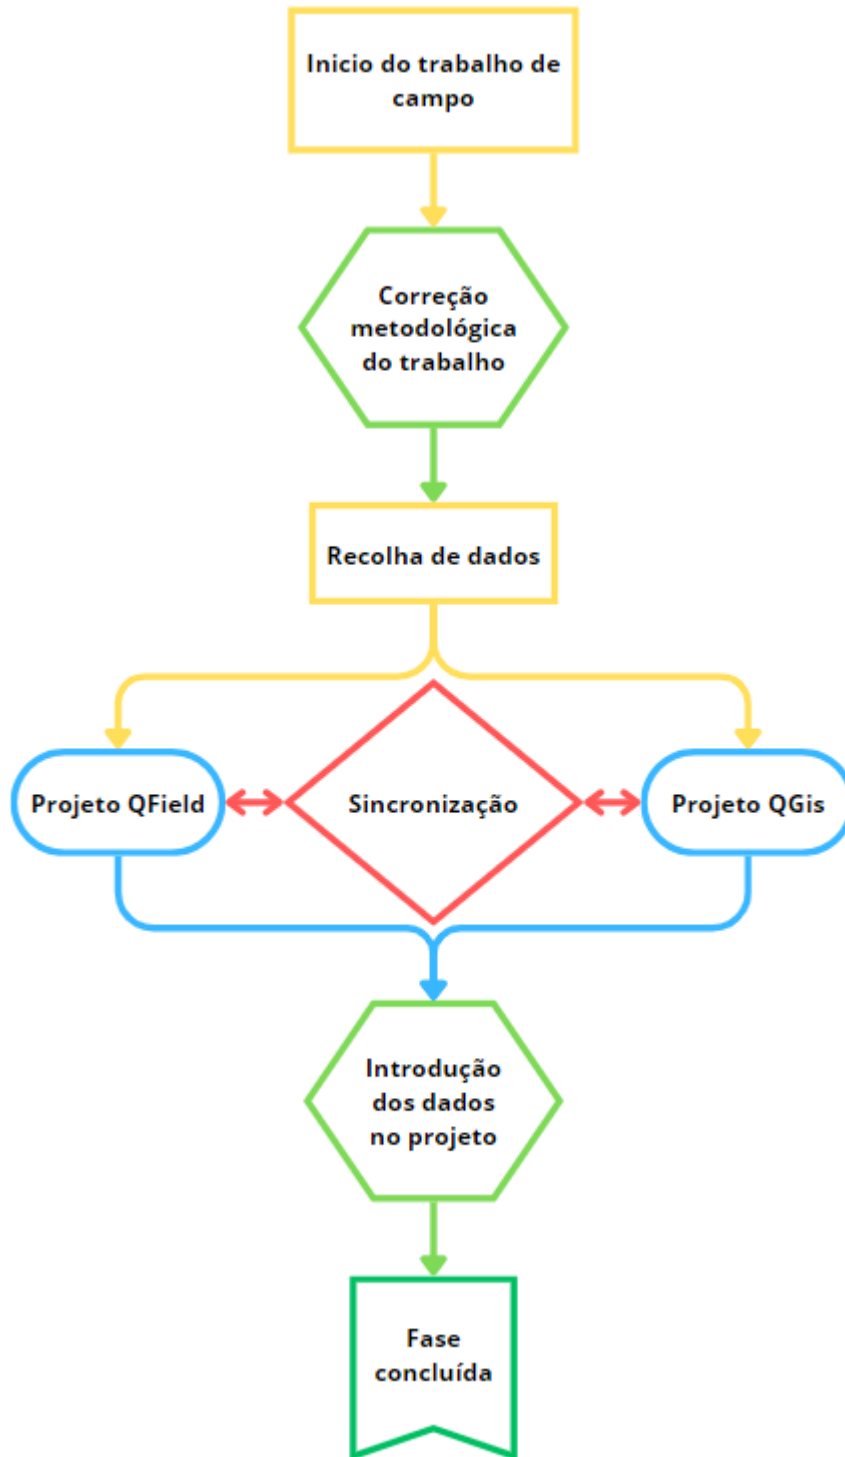 Inicio do trabalho de
campo
Correção
metodológica
do trabalho
Recolha de dados
Projeto QField
Sincronização
Projeto QGis
Introdução
dos dados
no projeto
Fase
concluída